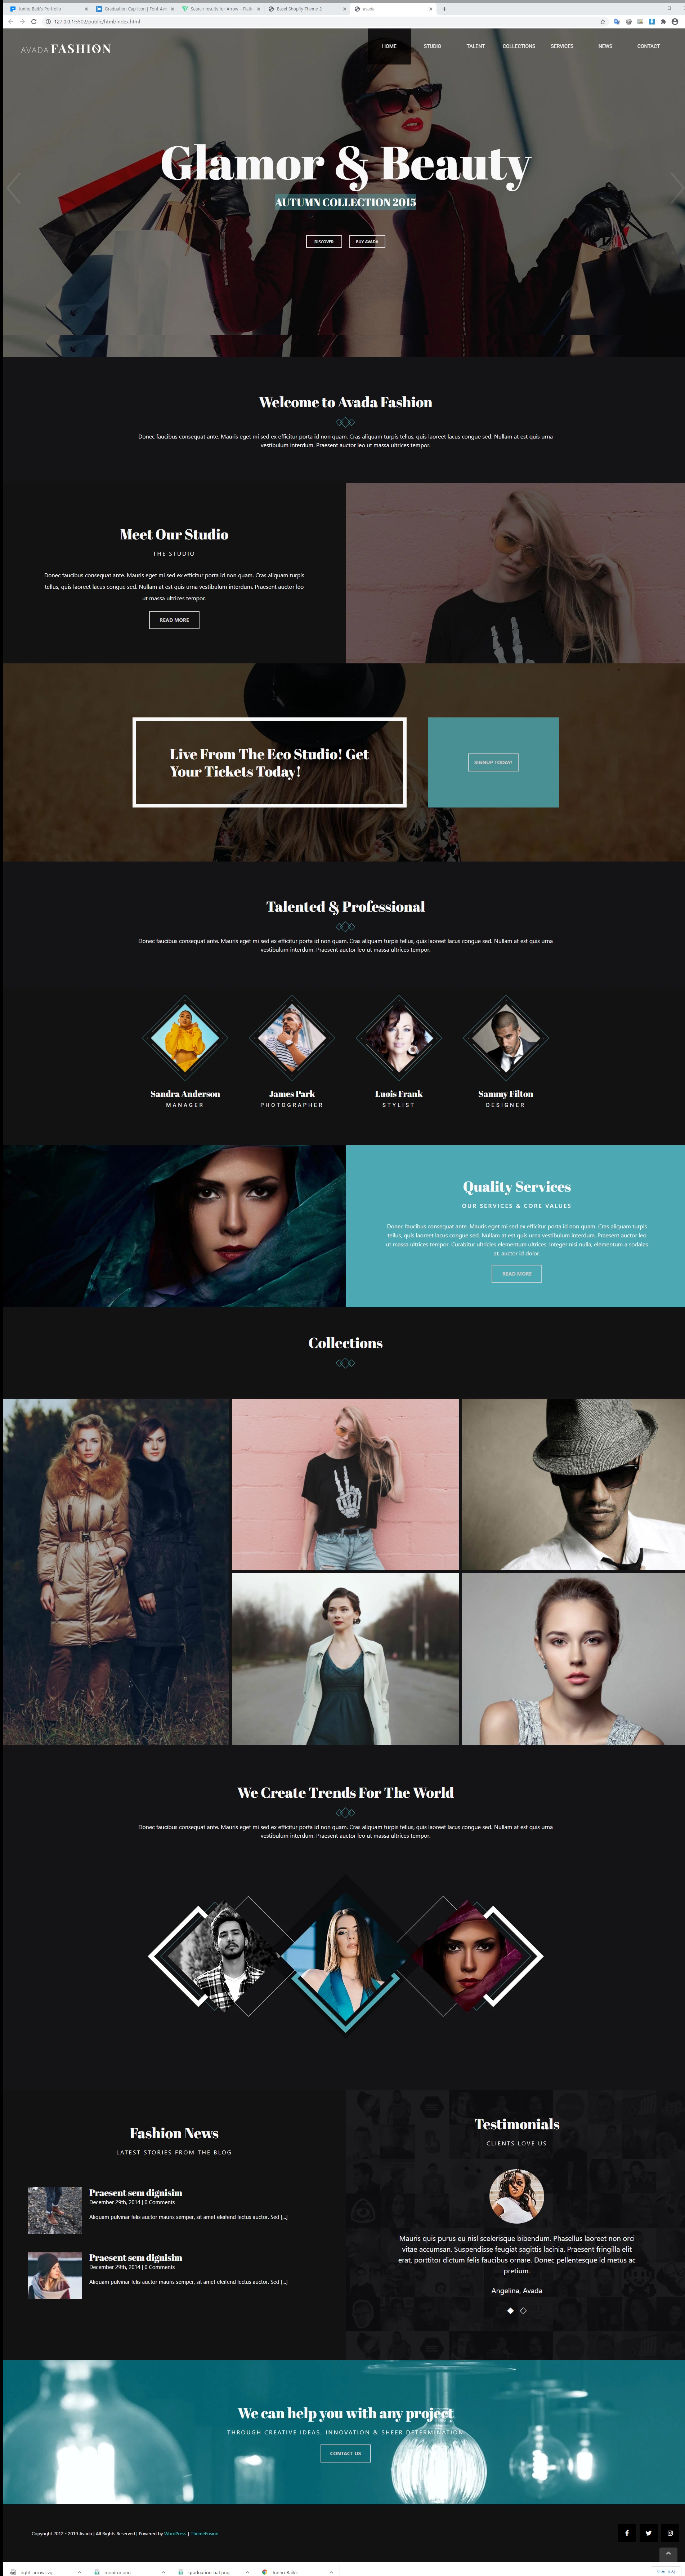 Junho Baik's Portfolio
Graduation Cap icon | Font Aw
Search results for Arrow - Flati
Basel Shopify Theme 2
avada
127.0.0.1:5502/public/html/index.html
AVADA FASHION
HOME
STUDIO
TALENT
COLLECTIONS
SERVICES
NEWS
CONTACT
Glamor & Beauty
AUTUMN COLLECTION 2015
DISCOVER
BUY AVADA
Welcome to Avada Fashion
Donec faucibus consequat ante. Mauris eget mi sed ex efficitur porta id non quam. Cras aliquam turpis tellus, quis laoreet lacus congue sed. Nullam at est quis urna
vestibulum interdum. Praesent auctor leo ut massa ultrices tempor.
Meet Our Studio
THE STUDIO
Donec faucibus consequat ante. Mauris eget mi sed ex efficitur porta id non quam. Cras aliquam turpis
tellus, quis laoreet lacus congue sed. Nullam at est quis urna vestibulum interdum. Praesent auctor leo
ut massa ultrices tempor.
READ MORE
Live From The Eco Studio! Get
Your Tickets Today!
SIGNUP TODAY!
Talented & Professional
Donec faucibus consequat ante. Mauris eget mi sed ex efficitur porta id non quam. Cras aliquam turpis tellus, quis laoreet lacus congue sed. Nullam at est quis urna
vestibulum interdum. Praesent auctor leo ut massa ultrices tempor.
Sandra Anderson
MANAGER
James Park
PHOTOGRAPHER
Luois Frank
STYLIST
Sammy Filton
DESIGNER
Quality Services
OUR SERVICES & CORE VALUES
Donec faucibus consequat ante. Mauris eget mi sed ex efficitur porta id non quam. Cras aliquam turpis
tellus, quis laoreet lacus congue sed. Nullam at est quis urna vestibulum interdum. Praesent auctor leo
ut massa ultrices tempor. Curabitur ultricies elementum ultrices. Integer nisi nulla, elementum a sodales
at, auctor id dolor.
READ MORE
Collections
We Create Trends For The World
Donec faucibus consequat ante. Mauris eget mi sed ex efficitur porta id non quam. Cras aliquam turpis tellus, quis laoreet lacus congue sed. Nullam at est quis urna
vestibulum interdum. Praesent auctor leo ut massa ultrices tempor.
Fashion News
LATEST STORIES FROM THE BLOG
Praesent sem dignisim
December 29th, 2014 | 0 Comments
Aliquam pulvinar felis auctor mauris semper, sit amet eleifend lectus auctor. Sed [...]
Praesent sem dignisim
December 29th, 2014 | 0 Comments
Aliquam pulvinar felis auctor mauris semper, sit amet eleifend lectus auctor. Sed [...]
Testimonials
CLIENTS LOVE US
Mauris quis purus eu nisl scelerisque bibendum. Phasellus laoreet non orci
vitae accumsan. Suspendisse feugiat sagittis lacinia. Praesent fringilla elit
erat, porttitor dictum felis faucibus ornare. Donec pellentesque id metus ac
pretium.
Angelina, Avada
We can help you with any project
THROUGH CREATIVE IDEAS, INNOVATION & SHEER DETERMINATION
CONTACT US
Copyright 2012 - 2019 Avada | All Rights Reserved | Powered by WordPress | ThemeFusion
right-arrow.svg
monitor.png
graduation-hat.png
Junho Baik's
모두 표시